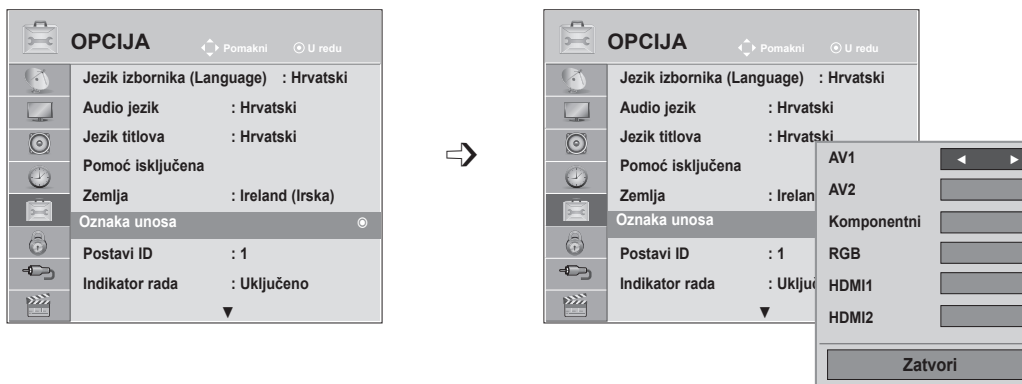 OPCIJA Pomakni U redu
Jezik izbornika (Language) : Hrvatski
Audio jezik : Hrvatski
Jezik titlova : Hrvatski
Pomoć isključena
Zemlja : Ireland (Irska)
Oznaka unosa
Postavi ID : 1
Indikator rada : Uključeno
OPCIJA Pomakni U redu
Jezik izbornika (Language) : Hrvatski
Audio jezik : Hrvatski
Jezik titlova : Hrvatski
Pomoć isključena
Zemlja : Irelan
Oznaka unosa
Postavi ID : 1
Indikator rada : Uključ
AV1
AV2
Komponentni
RGB
HDMI1
HDMI2
Zatvori